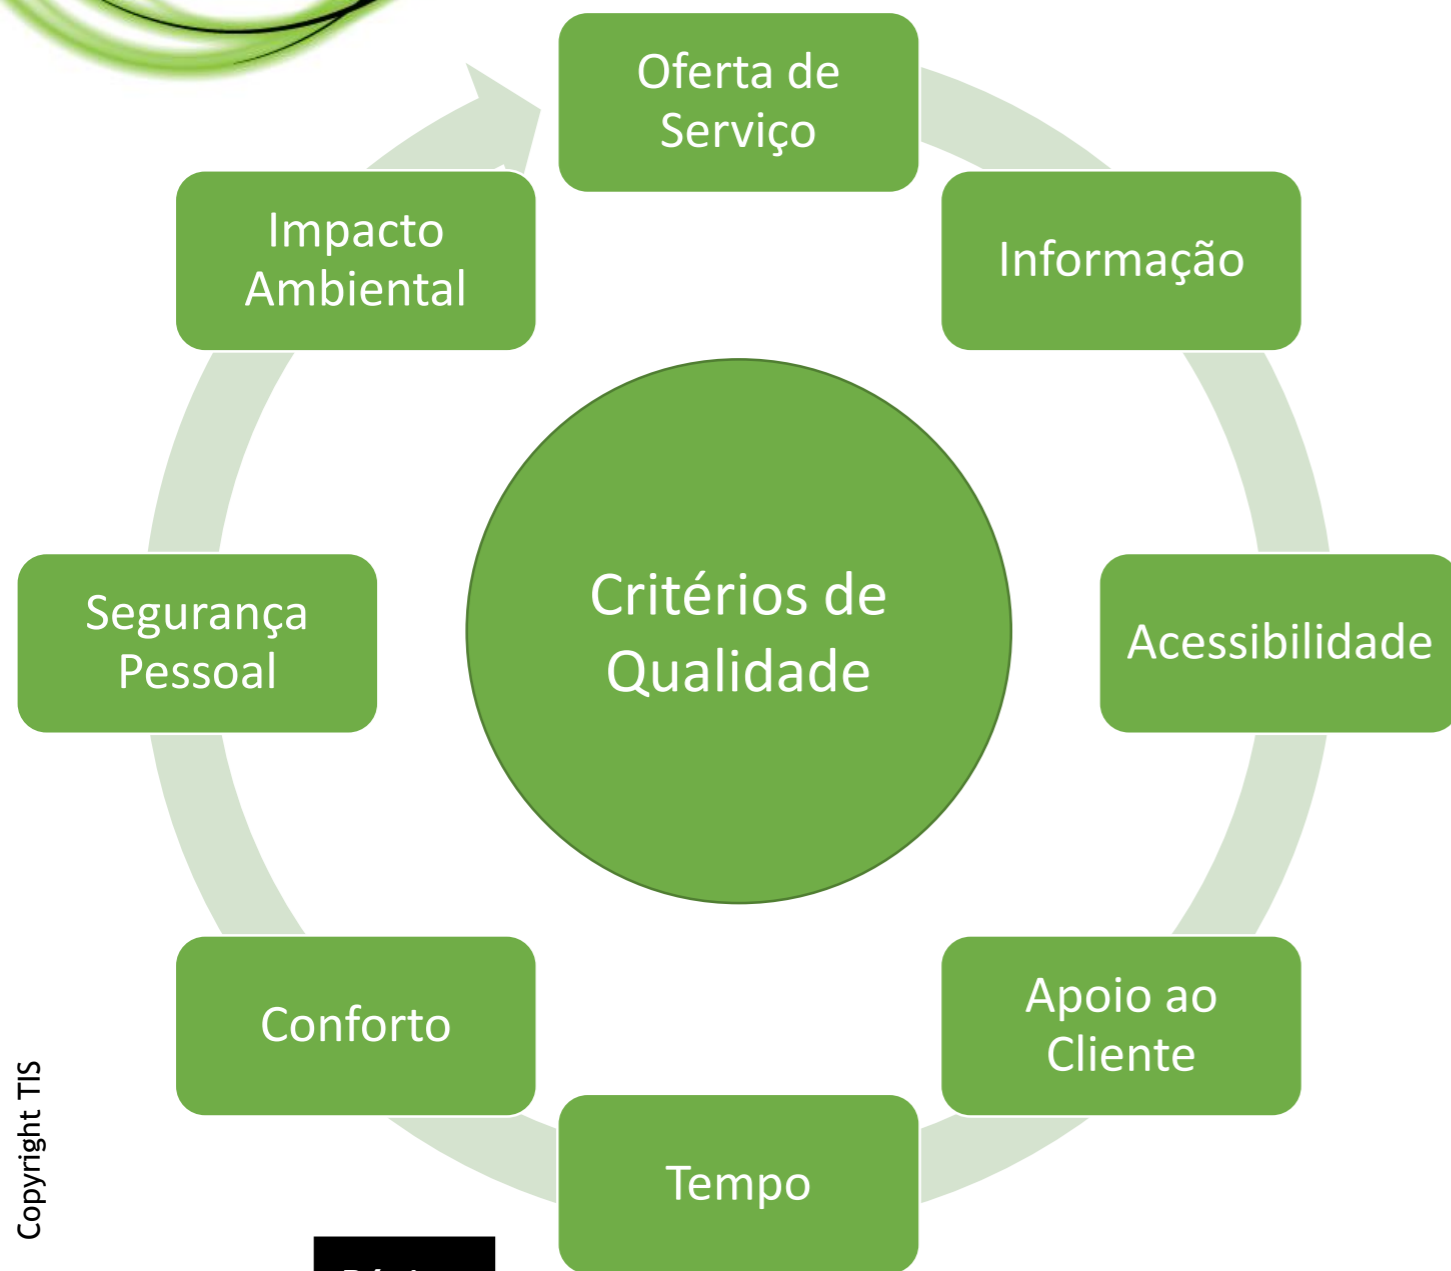 Oferta de
Serviço
Informação
Acessibilidade
Apoio ao
Cliente
Tempo
Conforto
Segurança
Pessoal
Impacto
Ambiental
Critérios de
Qualidade
Copyright TIS